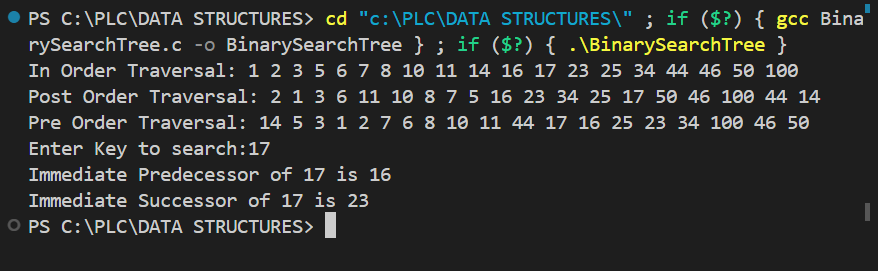 PS C:\PLC\DATA STRUCTURES> cd "c:\PLC\DATA STRUCTURES\" ; if ($?) { gcc Bina
rySearchTree.c -o BinarySearchTree } ; if ($?) { .\BinarySearchTree }
In Order Traversal: 1 2 3 5 6 7 8 10 11 14 16 17 23 25 34 44 46 50 100
Post Order Traversal: 2 1 3 6 11 10 8 7 5 16 23 34 25 17 50 46 100 44 14
Pre Order Traversal: 14 5 3 1 2 7 6 8 10 11 44 17 16 25 23 34 100 46 50
Enter Key to search:17
Immediate Predecessor of 17 is 16
Immediate Successor of 17 is 23
PS C:\PLC\DATA STRUCTURES>